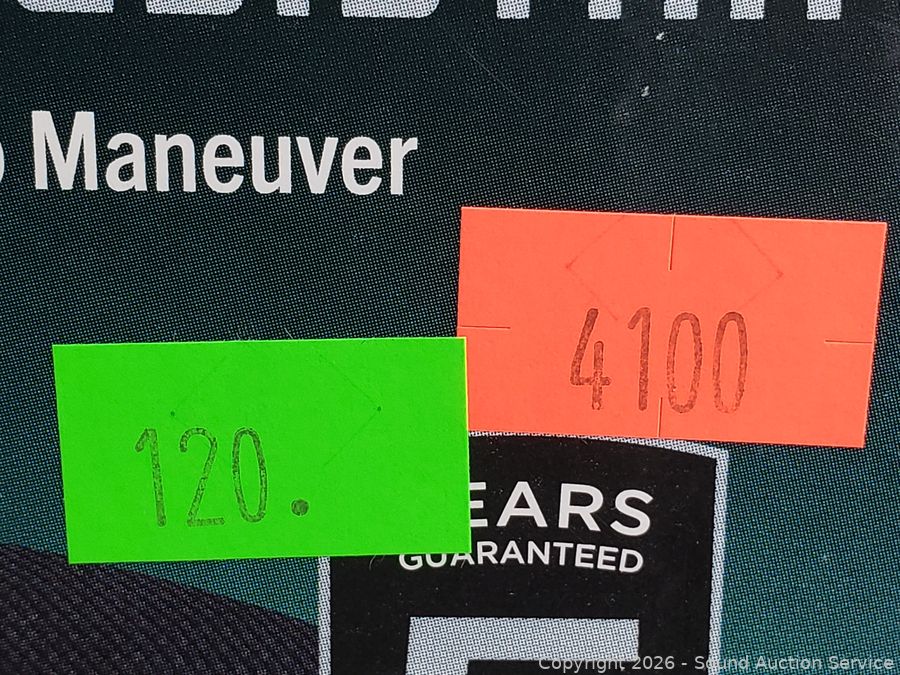 Maneuver
4100
120.
EARS
GUARANTEED
Copyright 2026 - Sound Auction Service